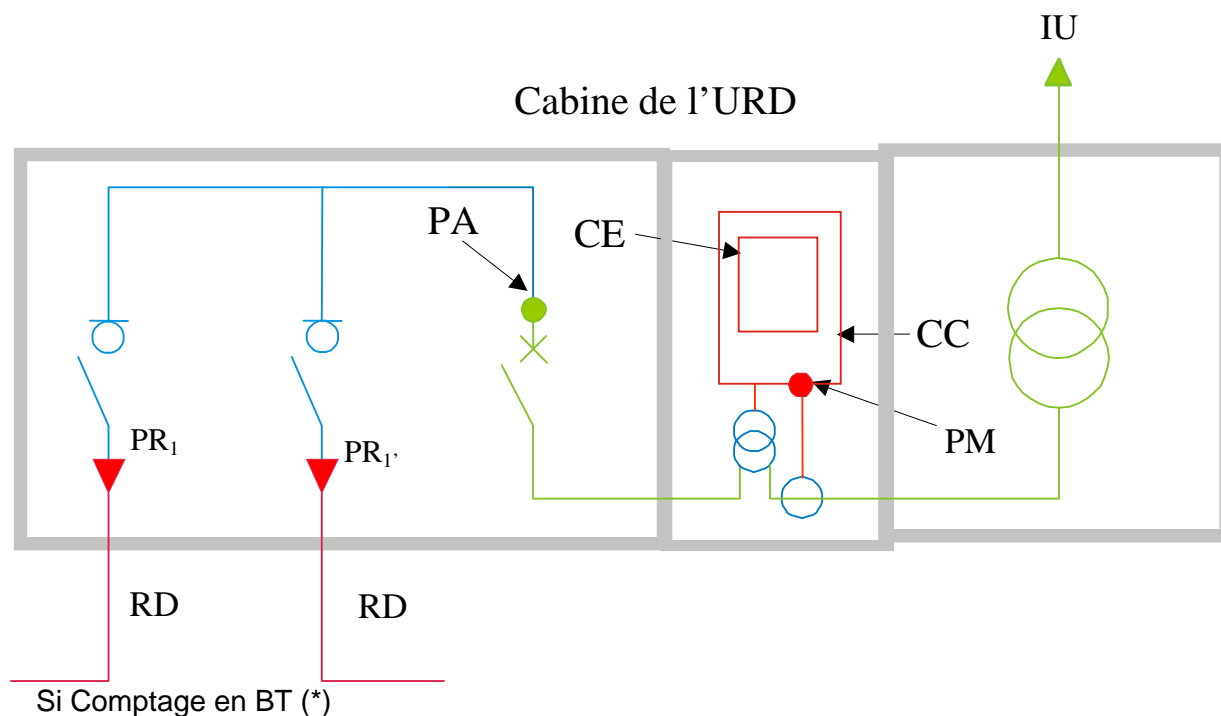 IU
Cabine de l'URD
PA
CE
CC
PR₁
PR₁'
PM
RD
RD
Si Comptage en BT (*)